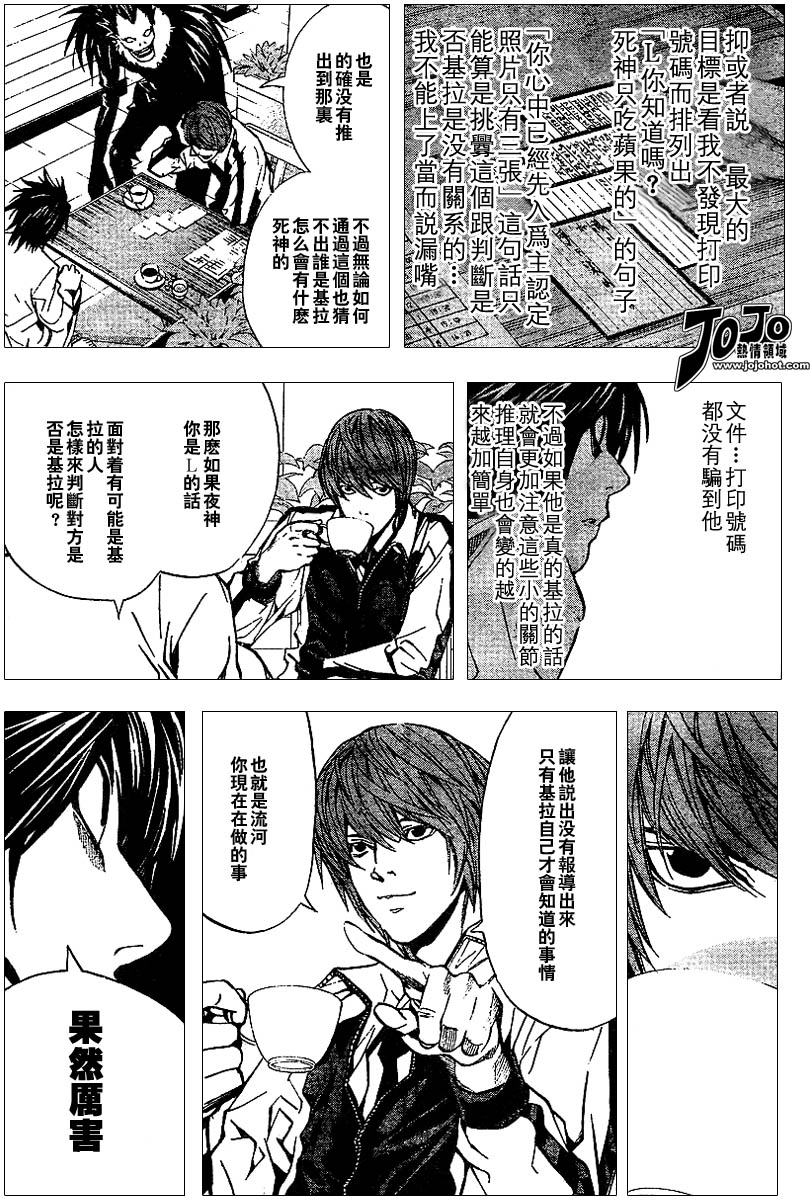 抑或者説　最大的
目標是看我不發現打印
號碼而排列出
「L你知道嗎？
死神只吃蘋果的」的句子
「你心中已經先入爲主認定
照片只有三張」這句話只
能算是挑釁這個跟判斷是
否基拉是没有關系的…
我不能上了當而説漏嘴
也是
的確没有推
出到那裏
不過無論如何
通過這個也猜
不出誰是基拉
怎么會有什麽
死神的
JOJO
熱情領域
www.jojohot.com
文件…打印號碼
都没有騙到他
不過如果他是真的基拉的話
就會更加注意這些小的關節
推理自身也會變的越
來越加簡單
那麽如果夜神
你是L的話
面對着有可能是基
拉的人
怎樣來判斷對方是
否是基拉呢？
讓他説出没有報導出來
只有基拉自己才會知道的事情
也就是流河
你現在在做的事
果然厲害